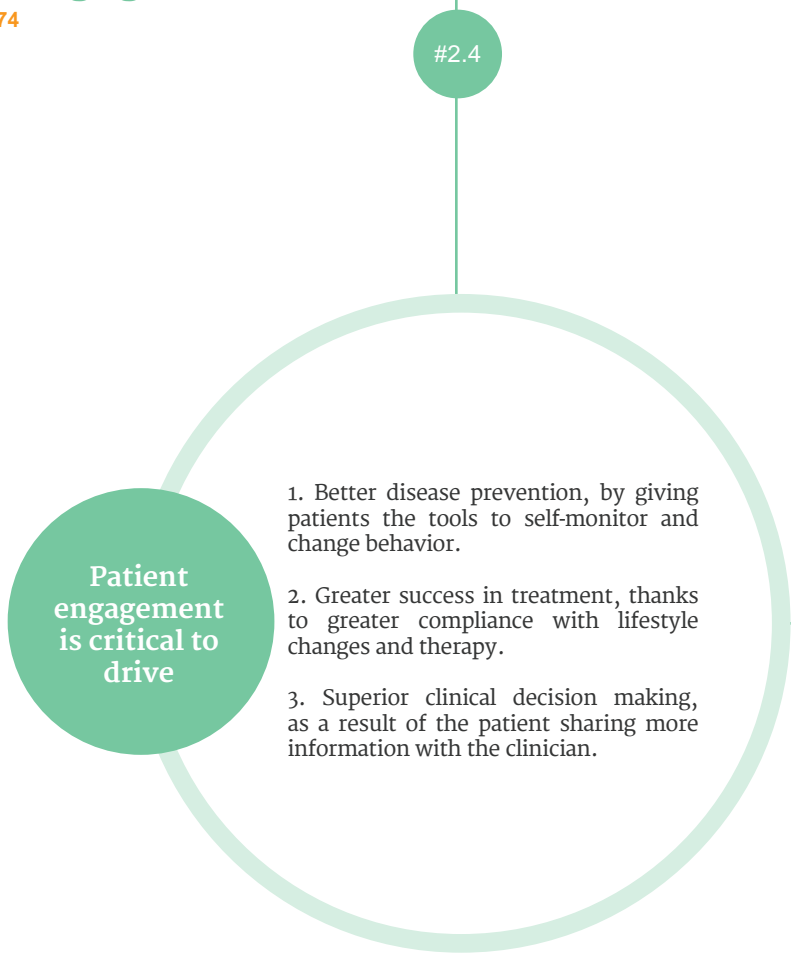 74
#2.4
Patient
engagement
is critical to
drive
1. Better disease prevention, by giving
patients the tools to self-monitor and
change behavior.
2. Greater success in treatment, thanks
to greater compliance with lifestyle
changes and therapy.
3. Superior clinical decision making,
as a result of the patient sharing more
information with the clinician.